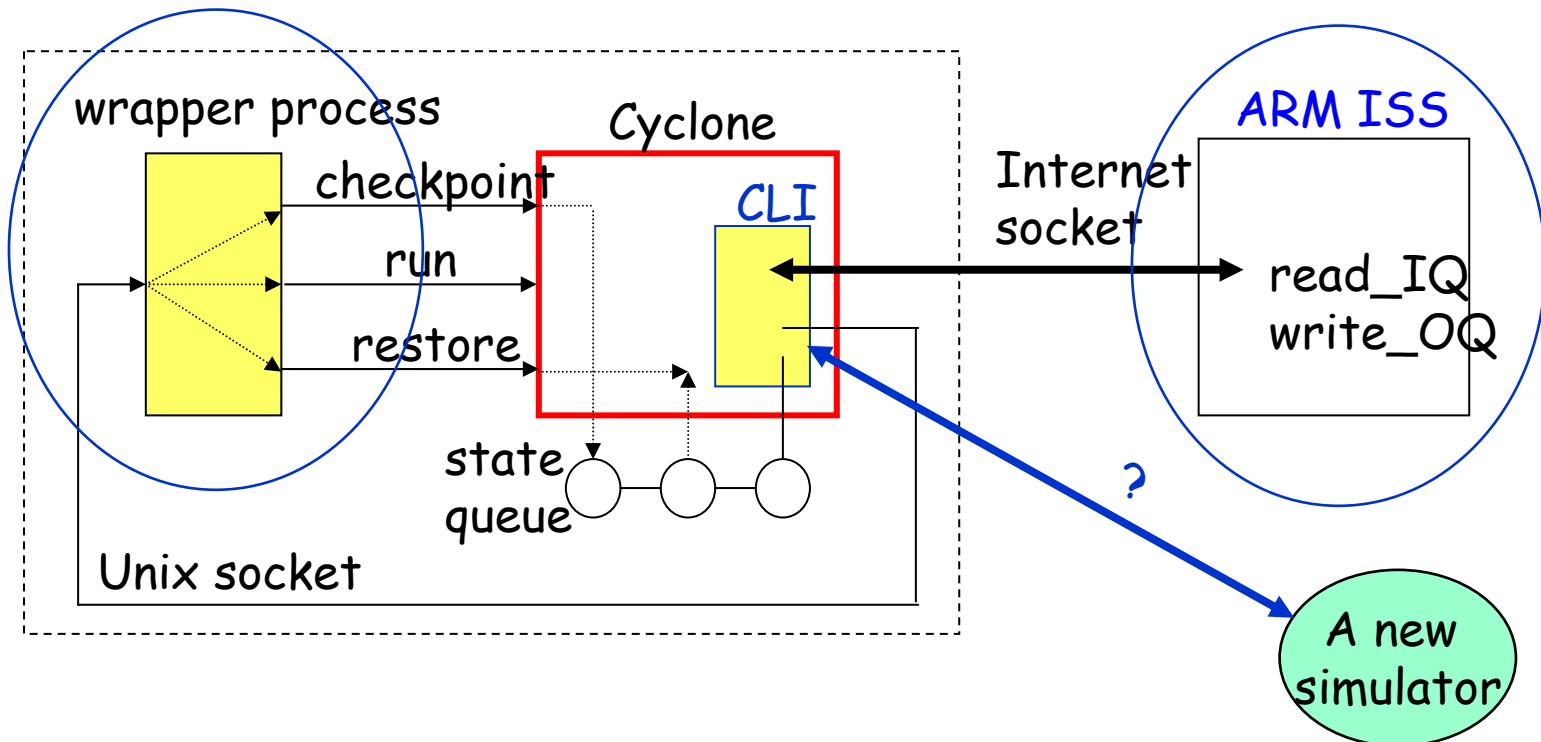 wrapper process
Cyclone
ARM ISS
checkpoint
CLI
Internet
socket
run
read_IQ
write_OQ
restore
state
queue
?
Unix socket
A new
simulator